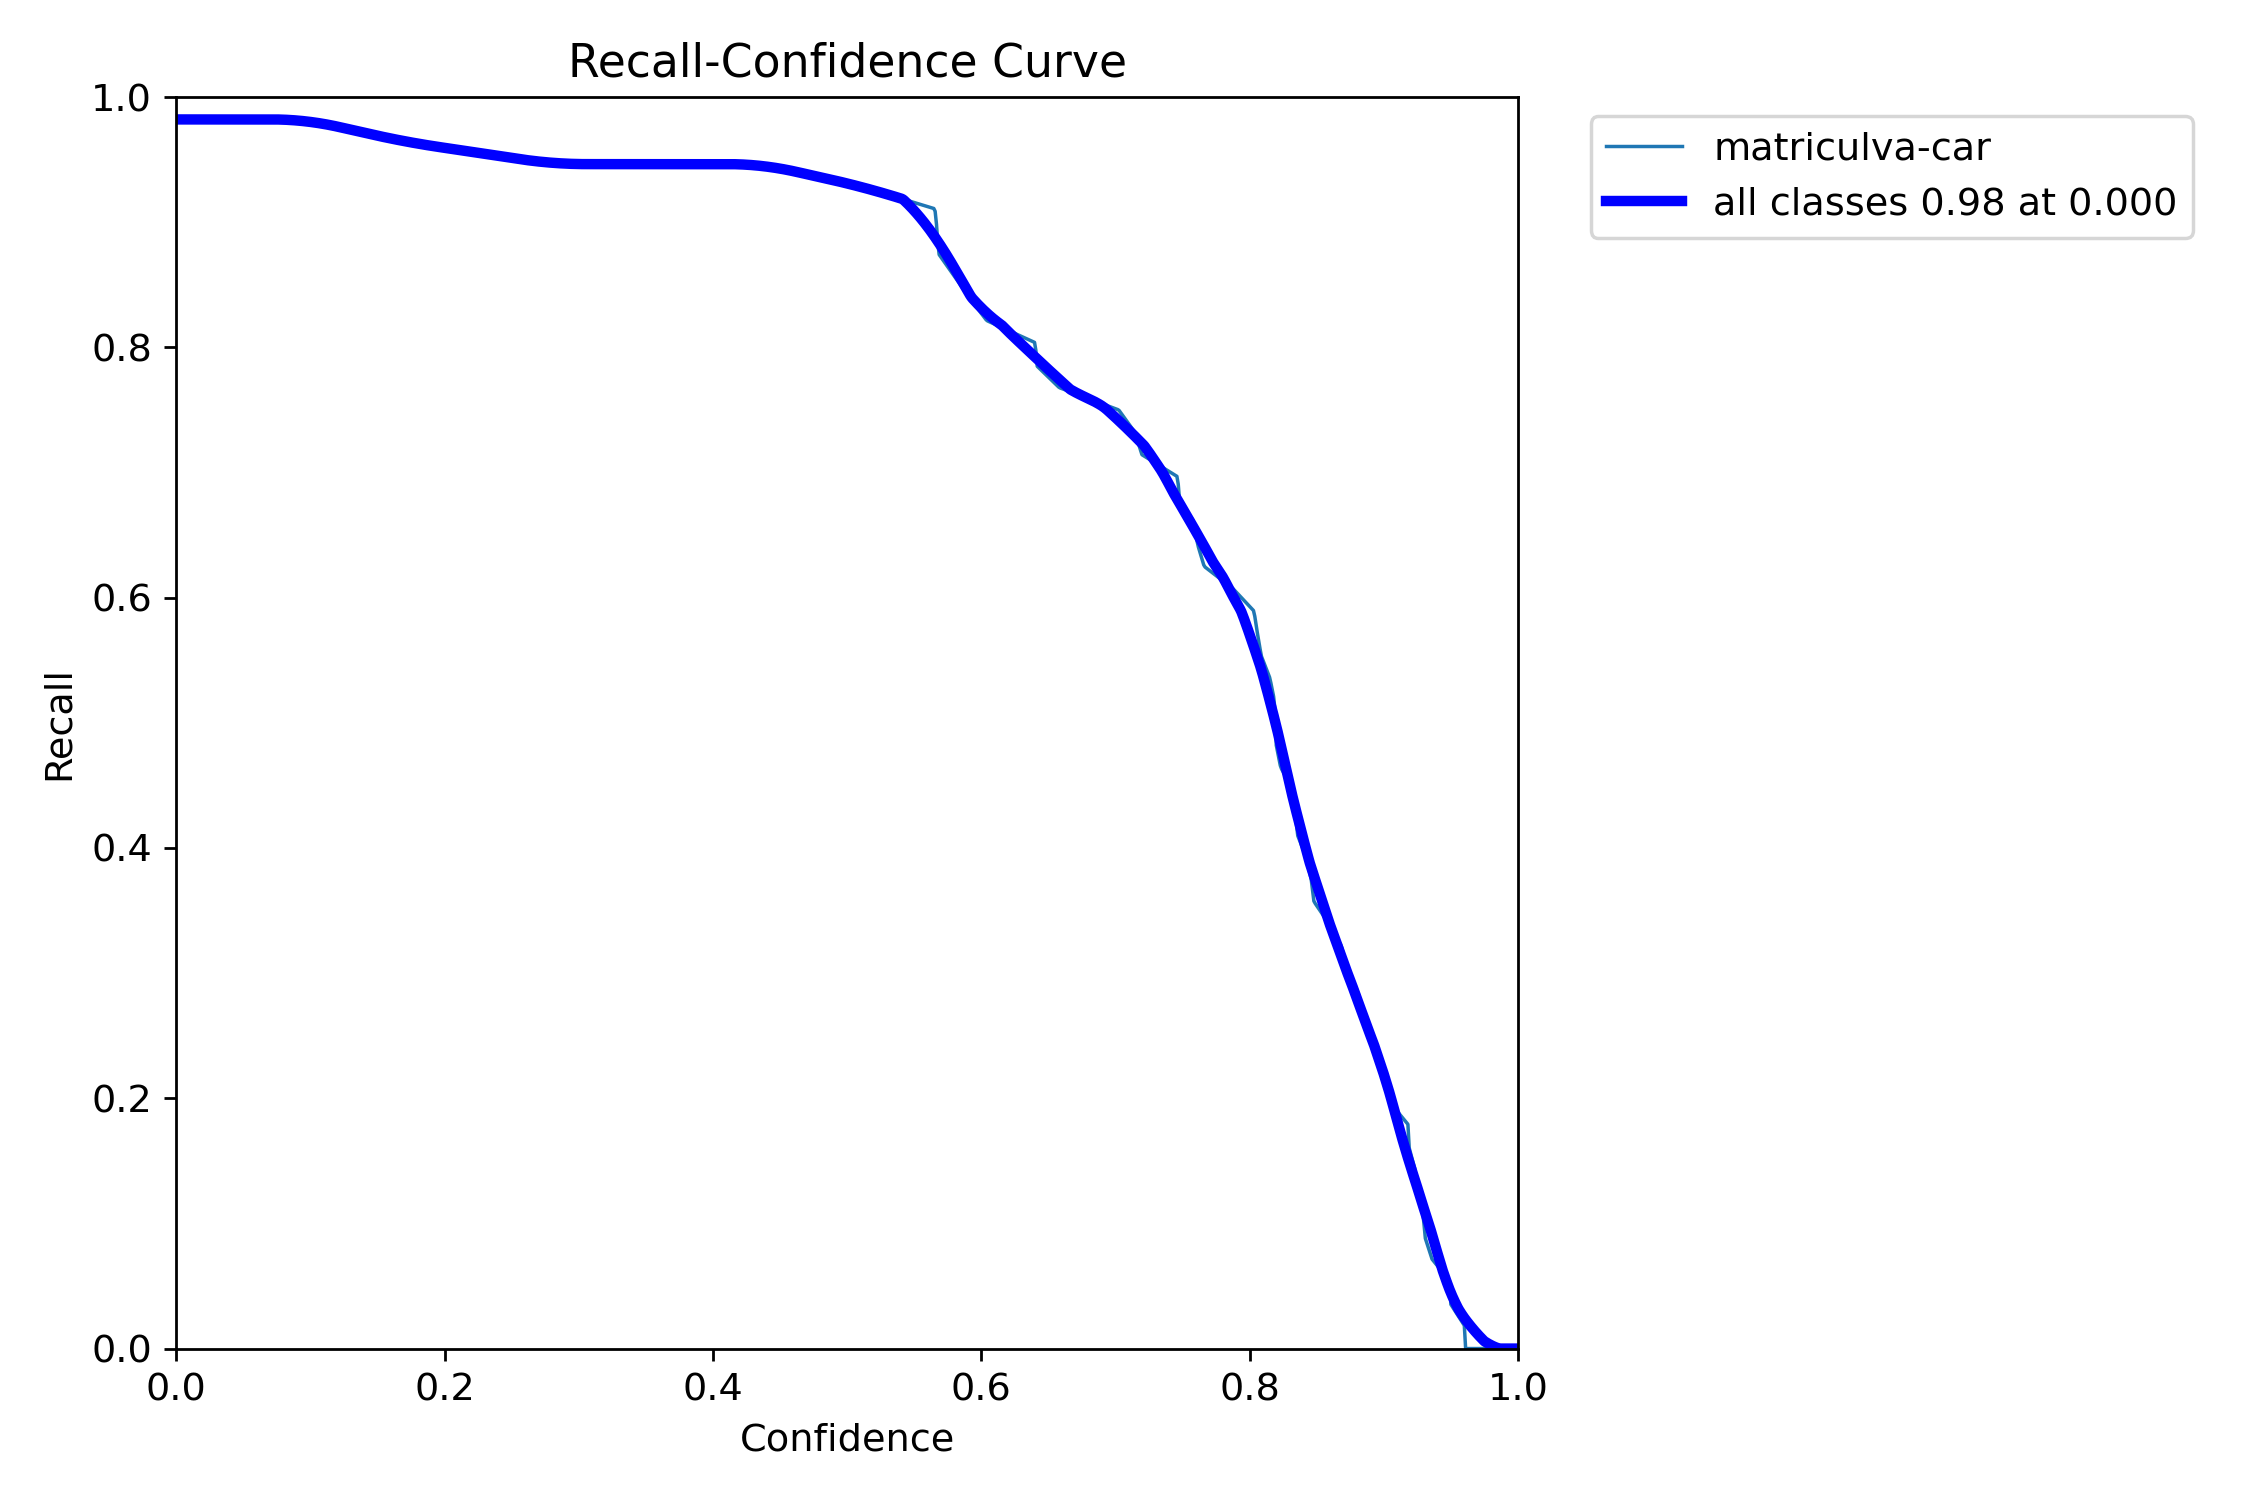 Recall-Confidence Curve
matriculva-car
all classes 0.98 at 0.000
1.0
0.8
0.6
0.4
0.2
0.0
Recall
0.0 0.2 0.4 0.6 0.8 1.0
Confidence